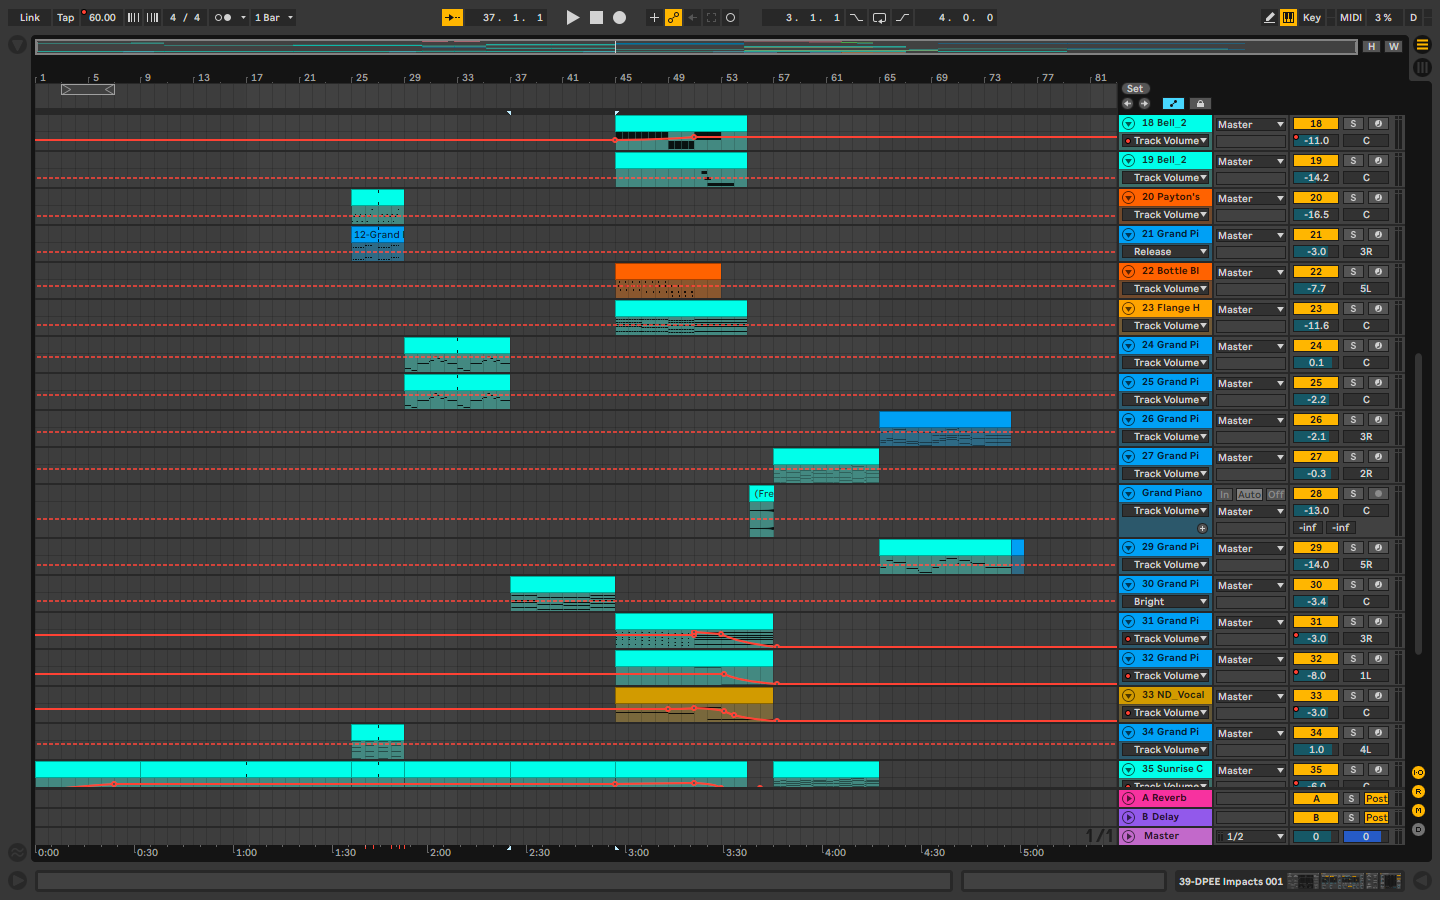 Link Tap 60.00 4 / 4 1 Bar 37. 1. 1 3. 1. 1 4. 0. 0 Key MIDI 3 % D
H W
1 5 9 13 17 21 25 29 33 37 41 45 49 53 57 61 65 69 73 77 81
Set
18 Bell_2 Master 18 S
Track Volume -11.0 C
19 Bell_2 Master 19 S
Track Volume -14.2 C
20 Payton's Master 20 S
Track Volume -16.5 C
12-Grand 21 Grand Pi Master 21 S
Release -3.0 3R
22 Bottle Bl Master 22 S
Track Volume -7.7 5L
23 Flange H Master 23 S
Track Volume -11.6 C
24 Grand Pi Master 24 S
Track Volume 0.1 C
25 Grand Pi Master 25 S
Track Volume -2.2 C
26 Grand Pi Master 26 S
Track Volume -2.1 3R
27 Grand Pi Master 27 S
Track Volume -0.3 2R
(Fre Grand Piano In Auto Off 28 S
Track Volume Master -13.0 C
-inf -inf
29 Grand Pi Master 29 S
Track Volume -14.0 5R
30 Grand Pi Master 30 S
Bright -3.4 C
31 Grand Pi Master 31 S
Track Volume -3.0 3R
32 Grand Pi Master 32 S
Track Volume -8.0 1L
33 ND_Vocal Master 33 S
Track Volume -3.0 C
34 Grand Pi Master 34 S
Track Volume 1.0 4L
35 Sunrise C Master 35 S
Track Volume -6.0 C
I·O
A Reverb A S Post
R
B Delay B S Post
M
1/1 Master 1/2 0 0
D
0:00 0:30 1:00 1:30 2:00 2:30 3:00 3:30 4:00 4:30 5:00
39-DPEE Impacts 001